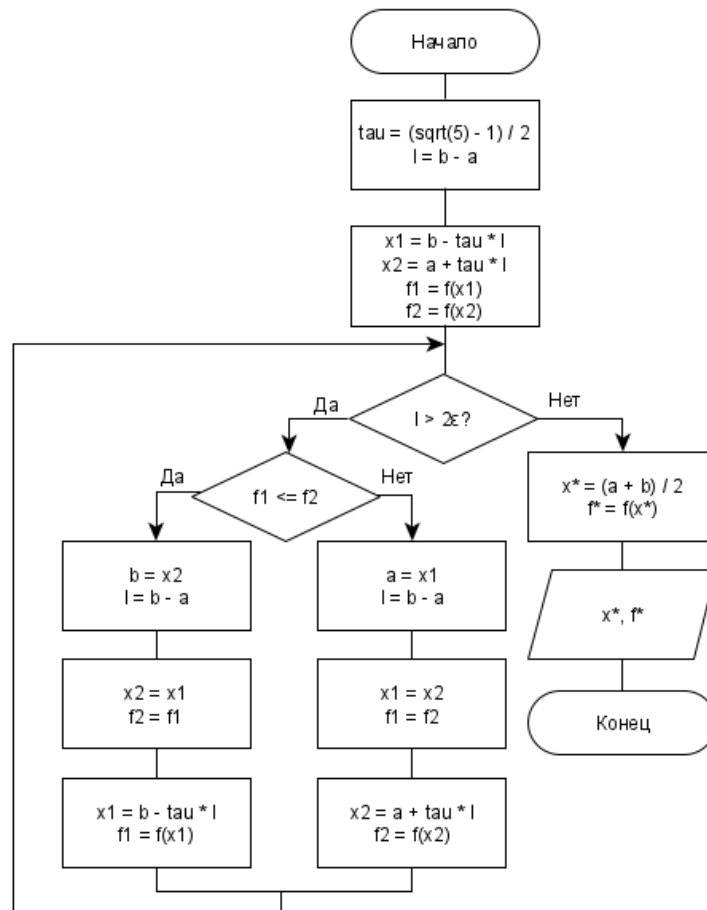 Начало
tau = (sqrt(5) - 1) / 2
l = b - a
x1 = b - tau * l
x2 = a + tau * l
f1 = f(x1)
f2 = f(x2)
l > 2ε?
Да
Нет
f1 <= f2
Да
Нет
x* = (a + b) / 2
f* = f(x*)
b = x2
l = b - a
a = x1
l = b - a
x*, f*
x2 = x1
f2 = f1
x1 = x2
f1 = f2
Конец
x1 = b - tau * l
f1 = f(x1)
x2 = a + tau * l
f2 = f(x2)